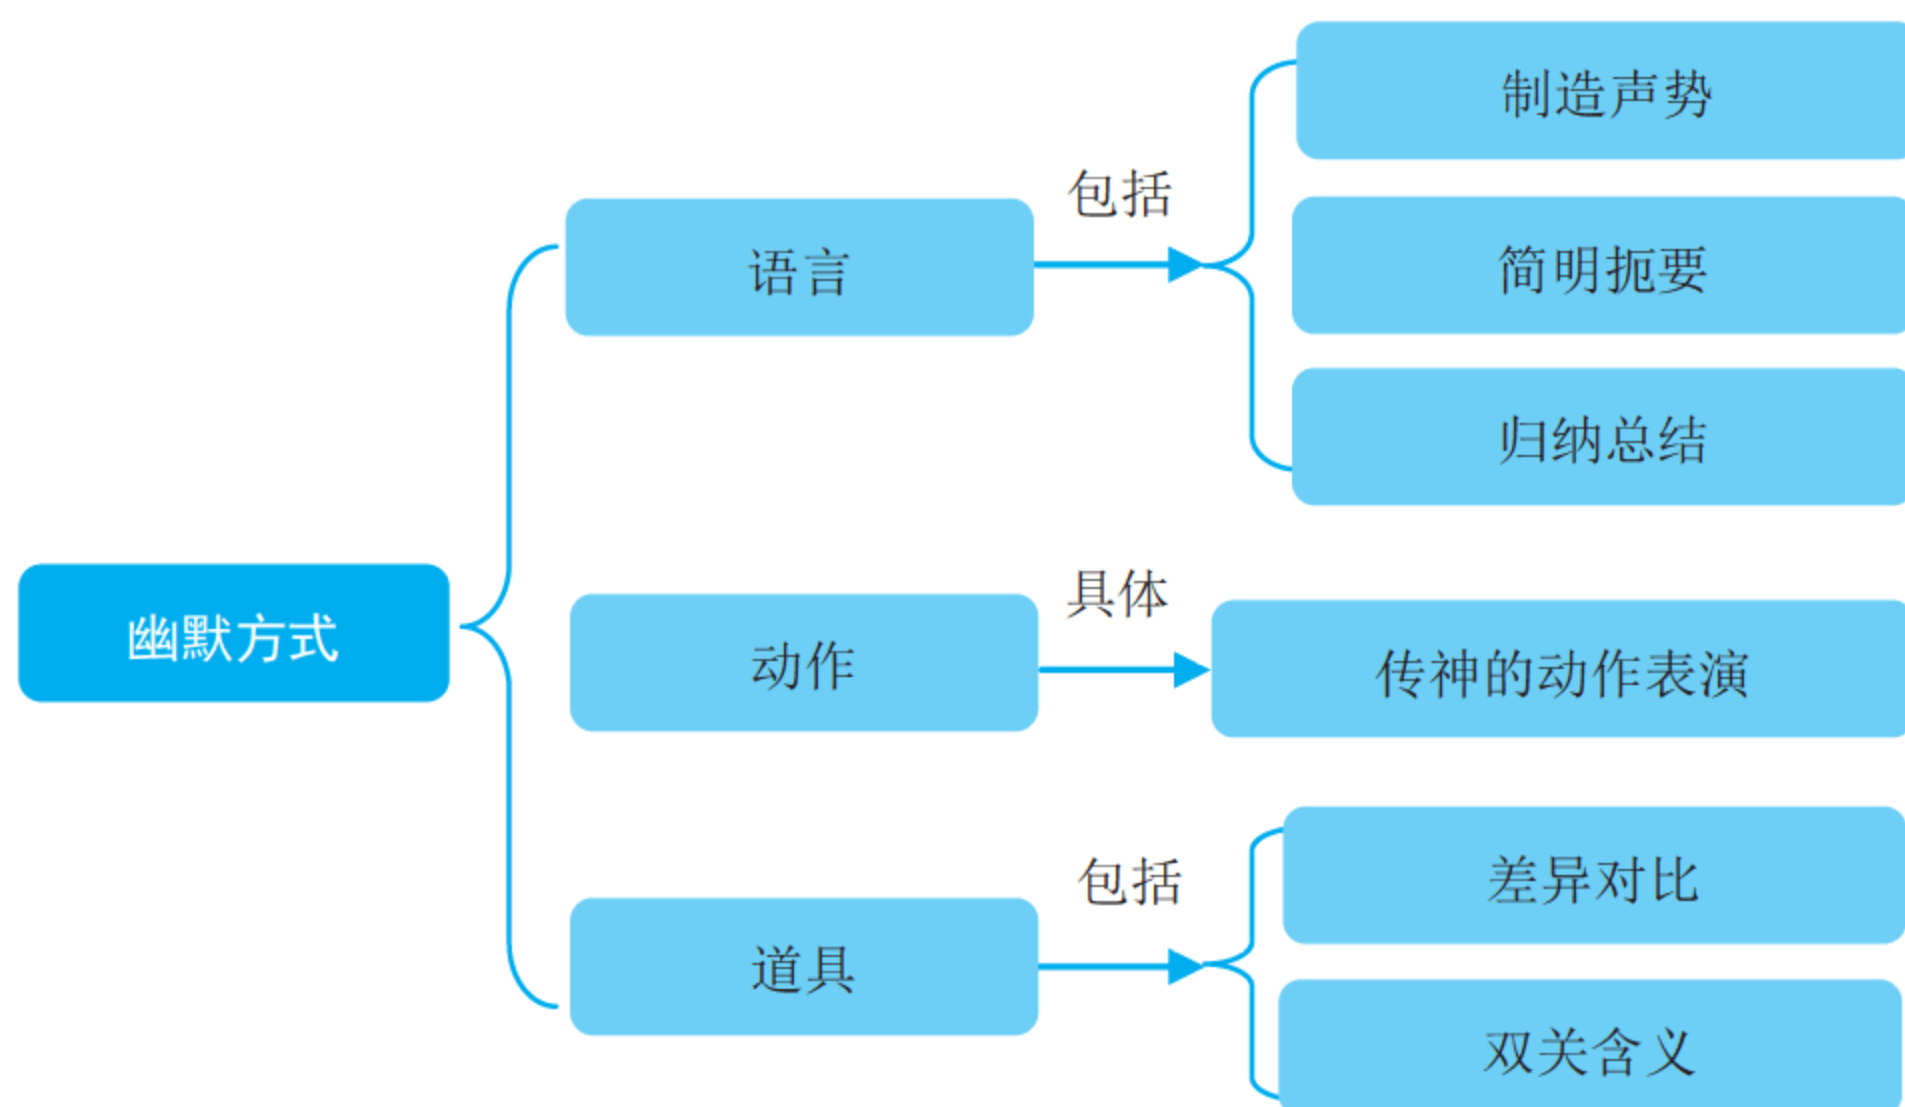 幽默方式
语言
包括
制造声势
简明扼要
归纳总结
动作
具体
传神的动作表演
道具
包括
差异对比
双关含义